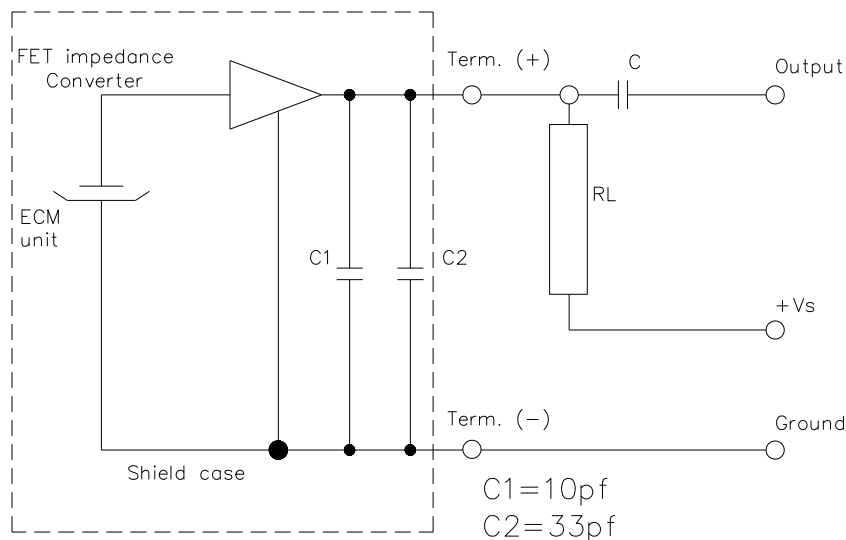 FET impedance
Converter
Term. (+)
C
Output
ECM
unit
RL
C1
C2
+Vs
Term. (-)
Ground
Shield case
C1=10pf
C2=33pf